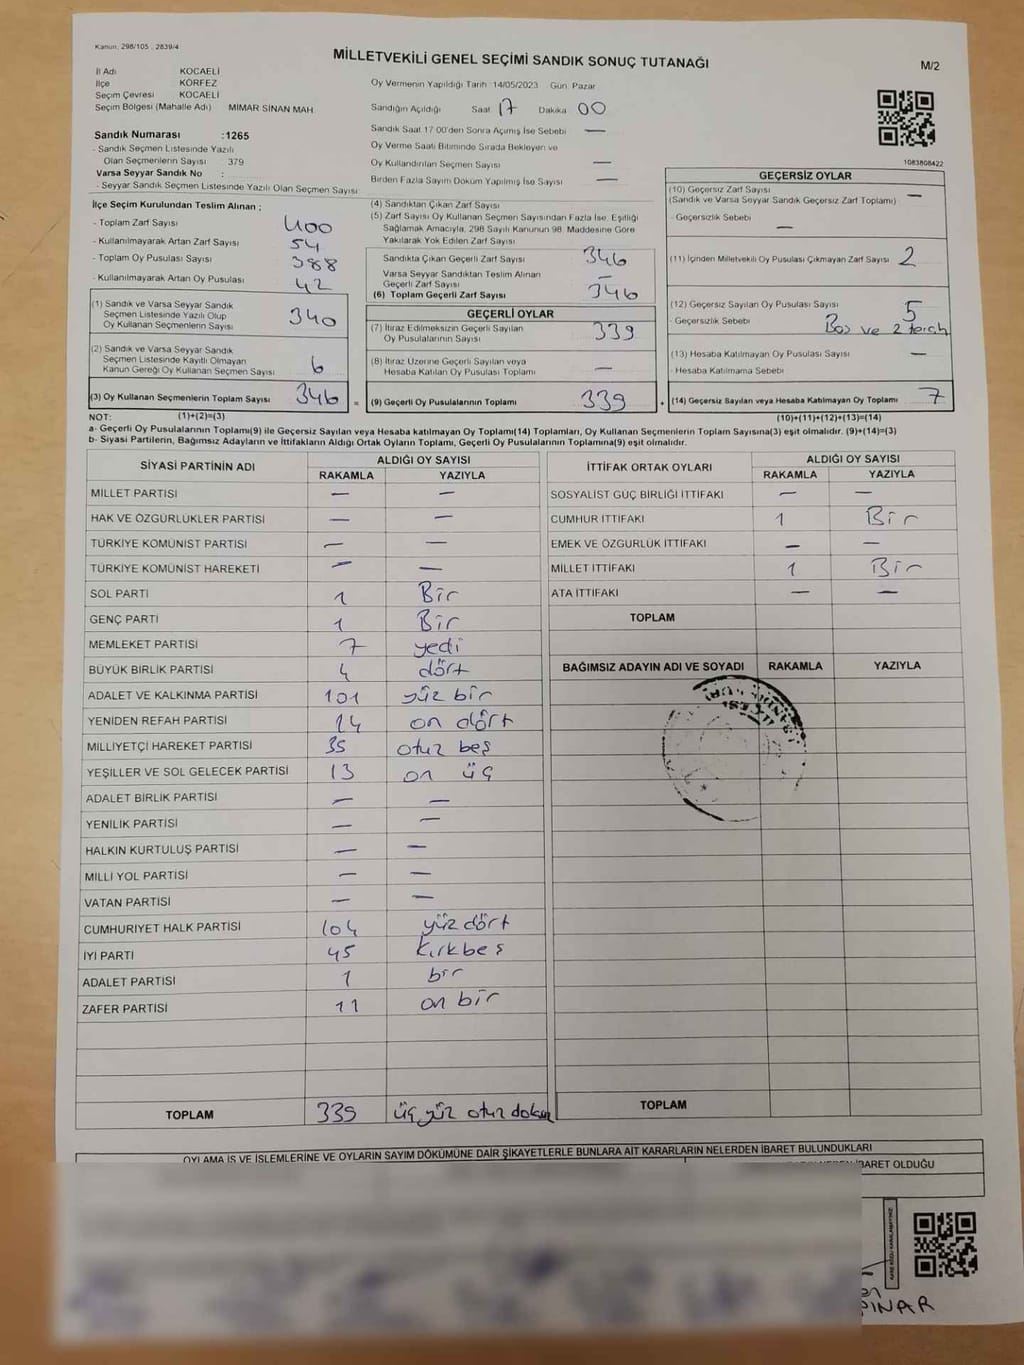 Kanun. 298/105 . 2839/4
MİLLETVEKİLİ GENEL SEÇİMİ SANDIK SONUÇ TUTANAĞI
M/2
İl Adı KOCAELİ
İlçe KÖRFEZ
Seçim Çevresi KOCAELİ
Seçim Bölgesi (Mahalle Adı) MİMAR SİNAN MAH.
Sandık Numarası :1265
- Sandık Seçmen Listesinde Yazılı
Olan Seçmenlerin Sayısı 379
Varsa Seyyar Sandık No :
- Seyyar Sandık Seçmen Listesinde Yazılı Olan Seçmen Sayısı:
Oy Vermenin Yapıldığı Tarih: 14/05/2023 Gün: Pazar
Sandığın Açıldığı Saat 17 Dakika 00
Sandık Saat 17:00'den Sonra Açımış İse Sebebi —
Oy Verme Saati Bitiminde Sırada Bekleyen ve
Oy Kullandırılan Seçmen Sayısı —
Birden Fazla Sayım Döküm Yapılmış İse Sayısı —
1083808422
İlçe Seçim Kurulundan Teslim Alınan ;
- Toplam Zarf Sayısı 400
- Kullanılmayarak Artan Zarf Sayısı 54
- Toplam Oy Pusulası Sayısı 388
- Kullanılmayarak Artan Oy Pusulası 42
(1) Sandık ve Varsa Seyyar Sandık
Seçmen Listesinde Yazılı Olup
Oy Kullanan Seçmenlerin Sayısı 340
(2) Sandık ve Varsa Seyyar Sandık
Seçmen Listesinde Kayıtlı Olmayan
Kanun Gereği Oy Kullanan Seçmen Sayısı 6
(3) Oy Kullanan Seçmenlerin Toplam Sayısı 346 =
(4) Sandıktan Çıkan Zarf Sayısı
(5) Zarf Sayısı Oy Kullanan Seçmen Sayısından Fazla İse, Eşitliği
Sağlamak Amacıyla, 298 Sayılı Kanunun 98. Maddesine Göre
Yakılarak Yok Edilen Zarf Sayısı
Sandıkta Çıkan Geçerli Zarf Sayısı 346
Varsa Seyyar Sandıktan Teslim Alınan
Geçerli Zarf Sayısı —
(6) Toplam Geçerli Zarf Sayısı 346
GEÇERLİ OYLAR
(7) İtiraz Edilmeksizin Geçerli Sayılan
Oy Pusulalarının Sayısı 339
(8) İtiraz Üzerine Geçerli Sayılan veya
Hesaba Katılan Oy Pusulası Toplamı —
(9) Geçerli Oy Pusulalarının Toplamı 339 +
GEÇERSİZ OYLAR
(10) Geçersiz Zarf Sayısı
(Sandık ve Varsa Seyyar Sandık Geçersiz Zarf Toplamı) —
- Geçersizlik Sebebi
—
(11) İçinden Milletvekili Oy Pusulası Çıkmayan Zarf Sayısı 2
(12) Geçersiz Sayılan Oy Pusulası Sayısı 5
- Geçersizlik Sebebi Boş ve 2 tercih
(13) Hesaba Katılmayan Oy Pusulası Sayısı —
- Hesaba Katılmama Sebebi
(14) Geçersiz Sayılan veya Hesaba Katılmayan Oy Toplamı 7
NOT: (1)+(2)=(3) (10)+(11)+(12)+(13)=(14)
a- Geçerli Oy Pusulalarının Toplamı(9) ile Geçersiz Sayılan veya Hesaba katılmayan Oy Toplamı(14) Toplamları, Oy Kullanan Seçmenlerin Toplam Sayısına(3) eşit olmalıdır. (9)+(14)=(3)
b- Siyasi Partilerin, Bağımsız Adayların ve İttifakların Aldığı Ortak Oyların Toplamı, Geçerli Oy Pusulalarının Toplamına(9) eşit olmalıdır.
SİYASİ PARTİNİN ADI ALDIĞI OY SAYISI
RAKAMLA YAZIYLA
MİLLET PARTİSİ — —
HAK VE ÖZGÜRLÜKLER PARTİSİ — —
TÜRKİYE KOMÜNİST PARTİSİ — —
TÜRKİYE KOMÜNİST HAREKETİ — —
SOL PARTİ 1 Bir
GENÇ PARTİ 1 Bir
MEMLEKET PARTİSİ 7 yedi
BÜYÜK BİRLİK PARTİSİ 4 dört
ADALET VE KALKINMA PARTİSİ 101 yüz bir
YENİDEN REFAH PARTİSİ 14 on dört
MİLLİYETÇİ HAREKET PARTİSİ 35 otuz beş
YEŞİLLER VE SOL GELECEK PARTİSİ 13 on üç
ADALET BİRLİK PARTİSİ — —
YENİLİK PARTİSİ — —
HALKIN KURTULUŞ PARTİSİ — —
MİLLİ YOL PARTİSİ — —
VATAN PARTİSİ — —
CUMHURİYET HALK PARTİSİ 104 yüz dört
İYİ PARTİ 45 kırkbeş
ADALET PARTİSİ 1 bir
ZAFER PARTİSİ 11 on bir
TOPLAM 339 üç yüz otuz dokuz
İTTİFAK ORTAK OYLARI ALDIĞI OY SAYISI
RAKAMLA YAZIYLA
SOSYALİST GÜÇ BİRLİĞİ İTTİFAKI — —
CUMHUR İTTİFAKI 1 Bir
EMEK VE ÖZGÜRLÜK İTTİFAKI — —
MİLLET İTTİFAKI 1 Bir
ATA İTTİFAKI — —
TOPLAM
BAĞIMSIZ ADAYIN ADI VE SOYADI RAKAMLA YAZIYLA
TOPLAM
OYLAMA İŞ VE İŞLEMLERİNE VE OYLARIN SAYIM DÖKÜMÜNE DAİR ŞİKAYETLERLE BUNLARA AİT KARARLARIN NELERDEN İBARET BULUNDUKLARI
İBARET OLDUĞU
KARE KODU KARALAMAYINIZ
PINAR